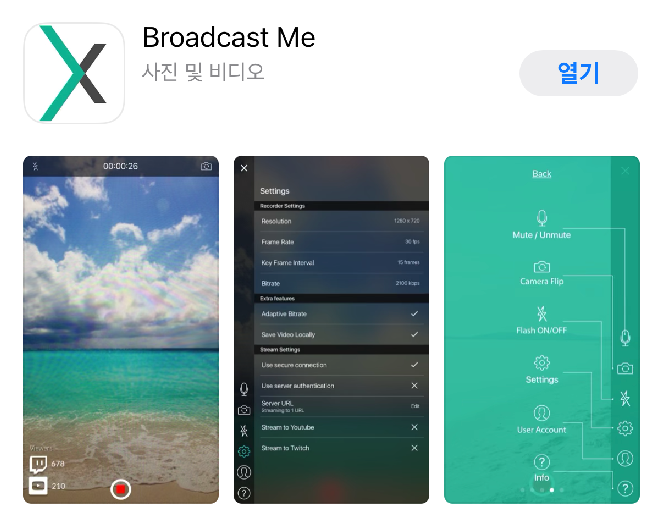 Broadcast Me
사진 및 비디오
열기
00:00:26
Viewers
678
210
Settings
Recorder Settings
Resolution 1280 x 720
Frame Rate 30 fps
Key Frame Interval 15 frames
Bitrate 2100 kbps
Extra features
Adaptive Bitrate
Save Video Locally
Stream Settings
Use secure connection
Use server authentication
Server URL Edit
Streaming to 1 URL
Stream to Youtube
Stream to Twitch
Back
Mute / Unmute
Camera Flip
Flash ON/OFF
Settings
User Account
Info